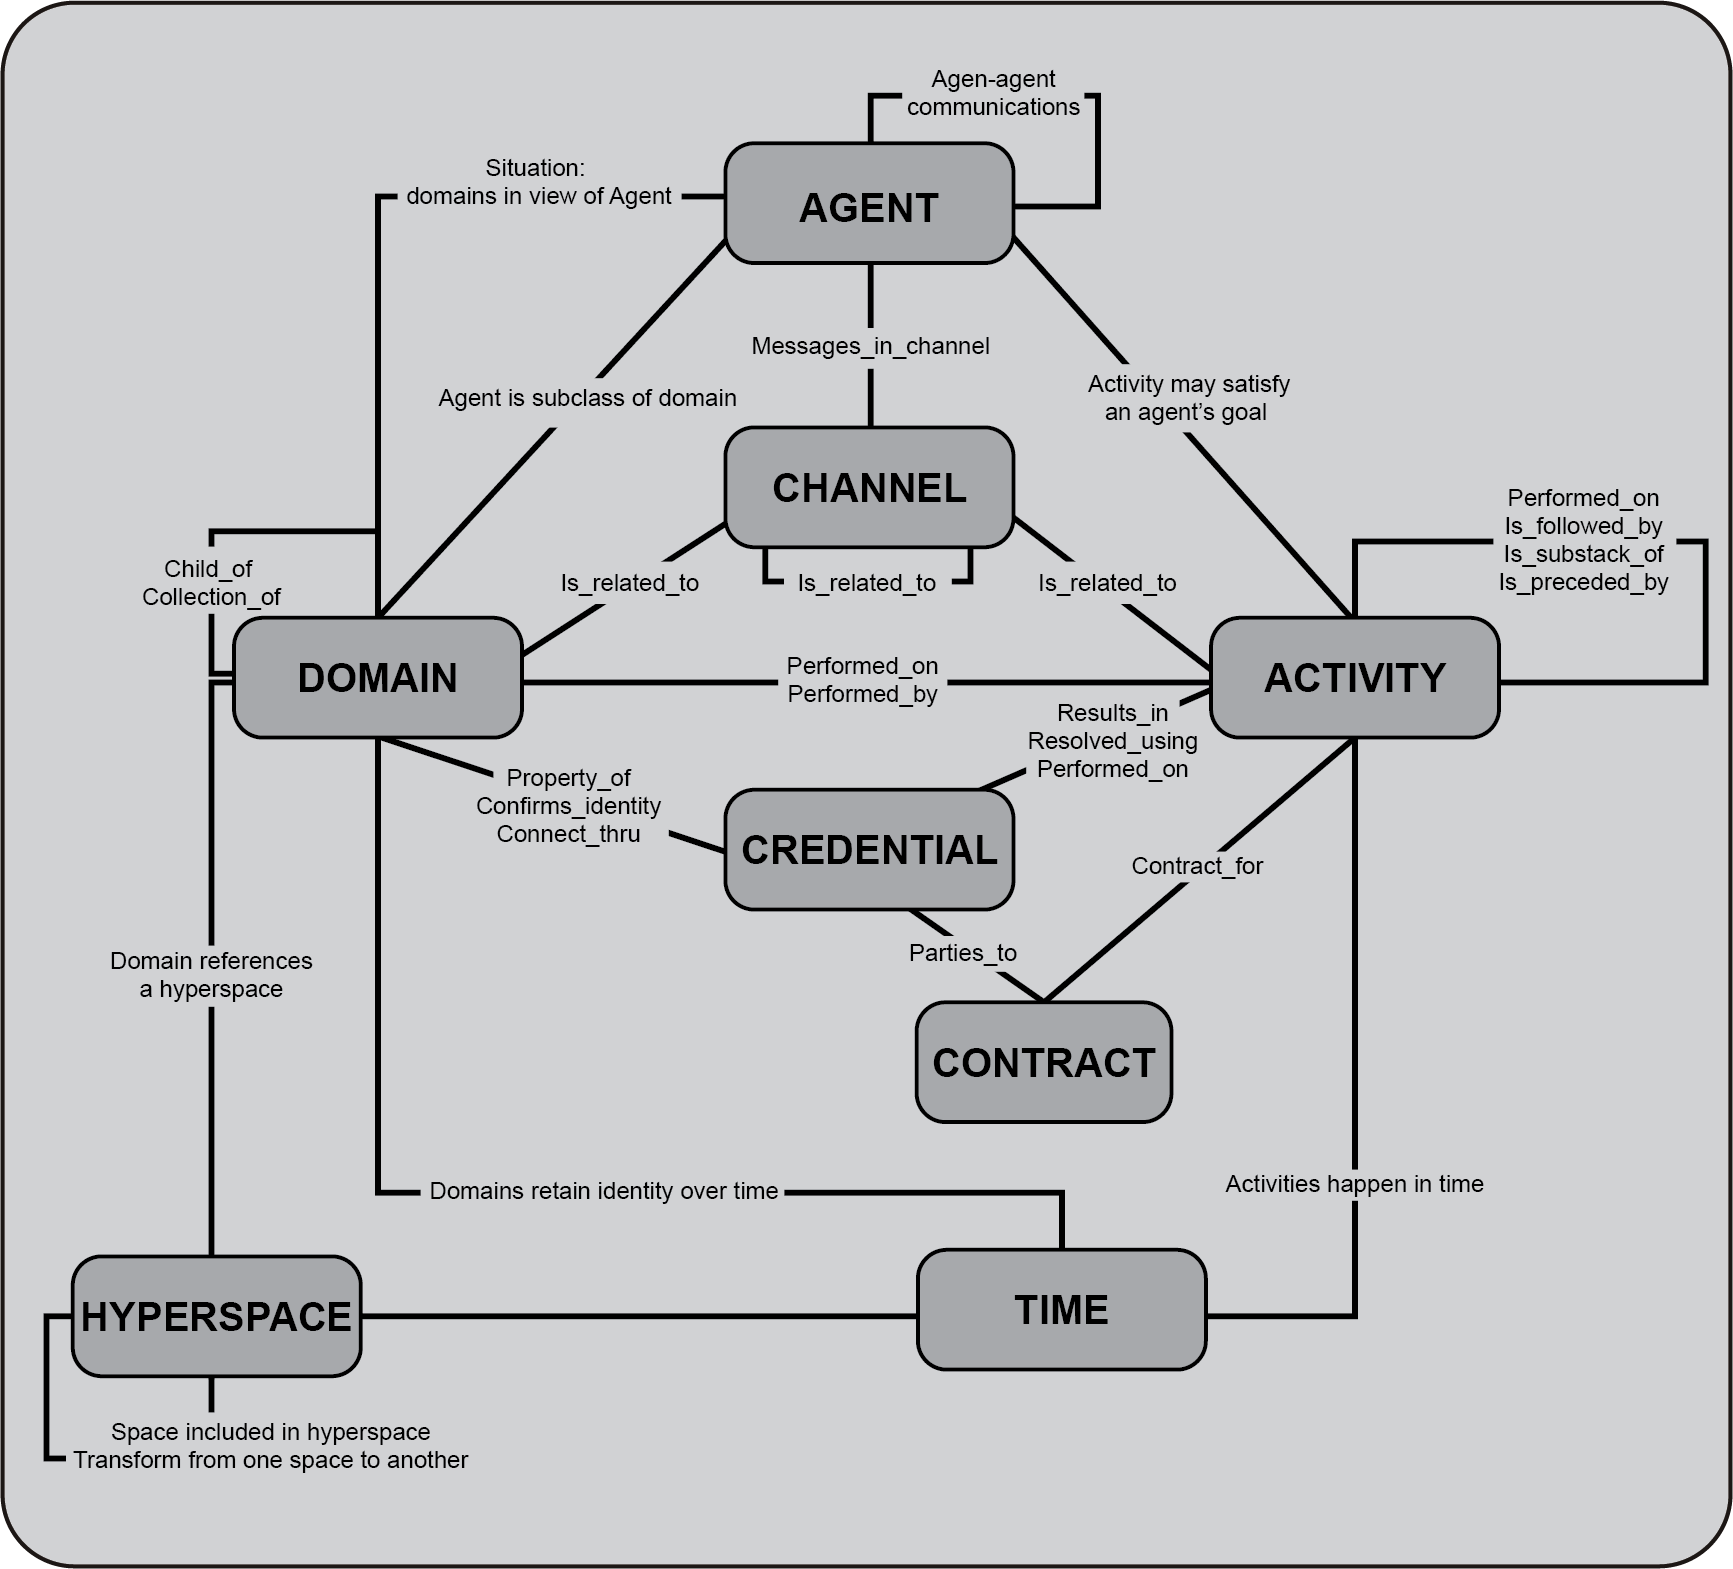 Agen-agent
communications
Situation:
domains in view of Agent
AGENT
Messages_in_channel
Agent is subclass of domain
Activity may satisfy
an agent’s goal
CHANNEL
Performed_on
Is_followed_by
Is_substack_of
Is_preceded_by
Child_of
Collection_of
Is_related_to
Is_related_to
Is_related_to
DOMAIN
Performed_on
Performed_by
ACTIVITY
Results_in
Resolved_using
Performed_on
Property_of
Confirms_identity
Connect_thru
CREDENTIAL
Contract_for
Parties_to
Domain references
a hyperspace
CONTRACT
Domains retain identity over time
Activities happen in time
HYPERSPACE
TIME
Space included in hyperspace
Transform from one space to another